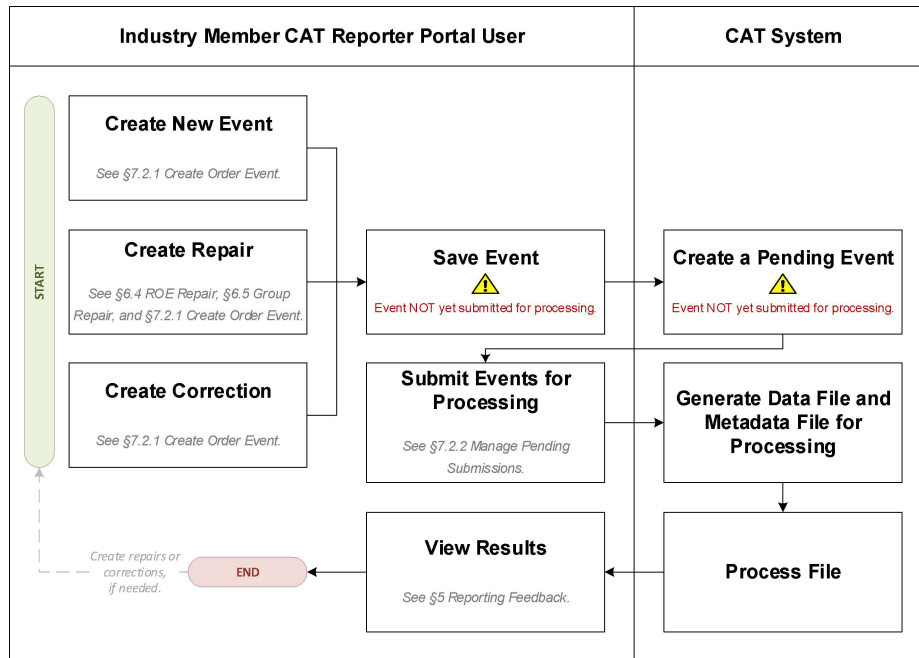 Industry Member CAT Reporter Portal User
CAT System
START
Create New Event
See §7.2.1 Create Order Event.
Create Repair
See §6.4 ROE Repair, §6.5 Group
Repair, and §7.2.1 Create Order Event.
Save Event
Event NOT yet submitted for processing.
Create a Pending Event
Event NOT yet submitted for processing.
Create Correction
See §7.2.1 Create Order Event.
Submit Events for
Processing
See §7.2.2 Manage Pending
Submissions.
Generate Data File and
Metadata File for
Processing
Create repairs or
corrections,
if needed.
END
View Results
See §5 Reporting Feedback.
Process File